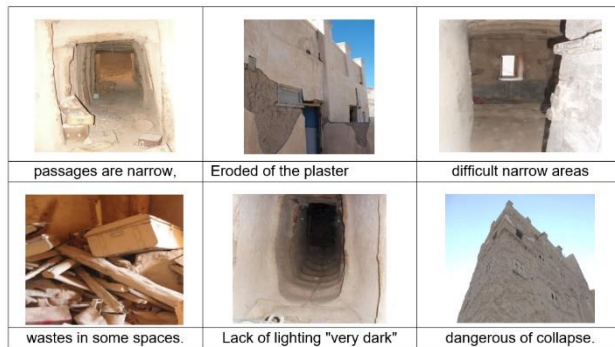 passages are narrow,
Eroded of the plaster
difficult narrow areas
wastes in some spaces.
Lack of lighting "very dark"
dangerous of collapse.